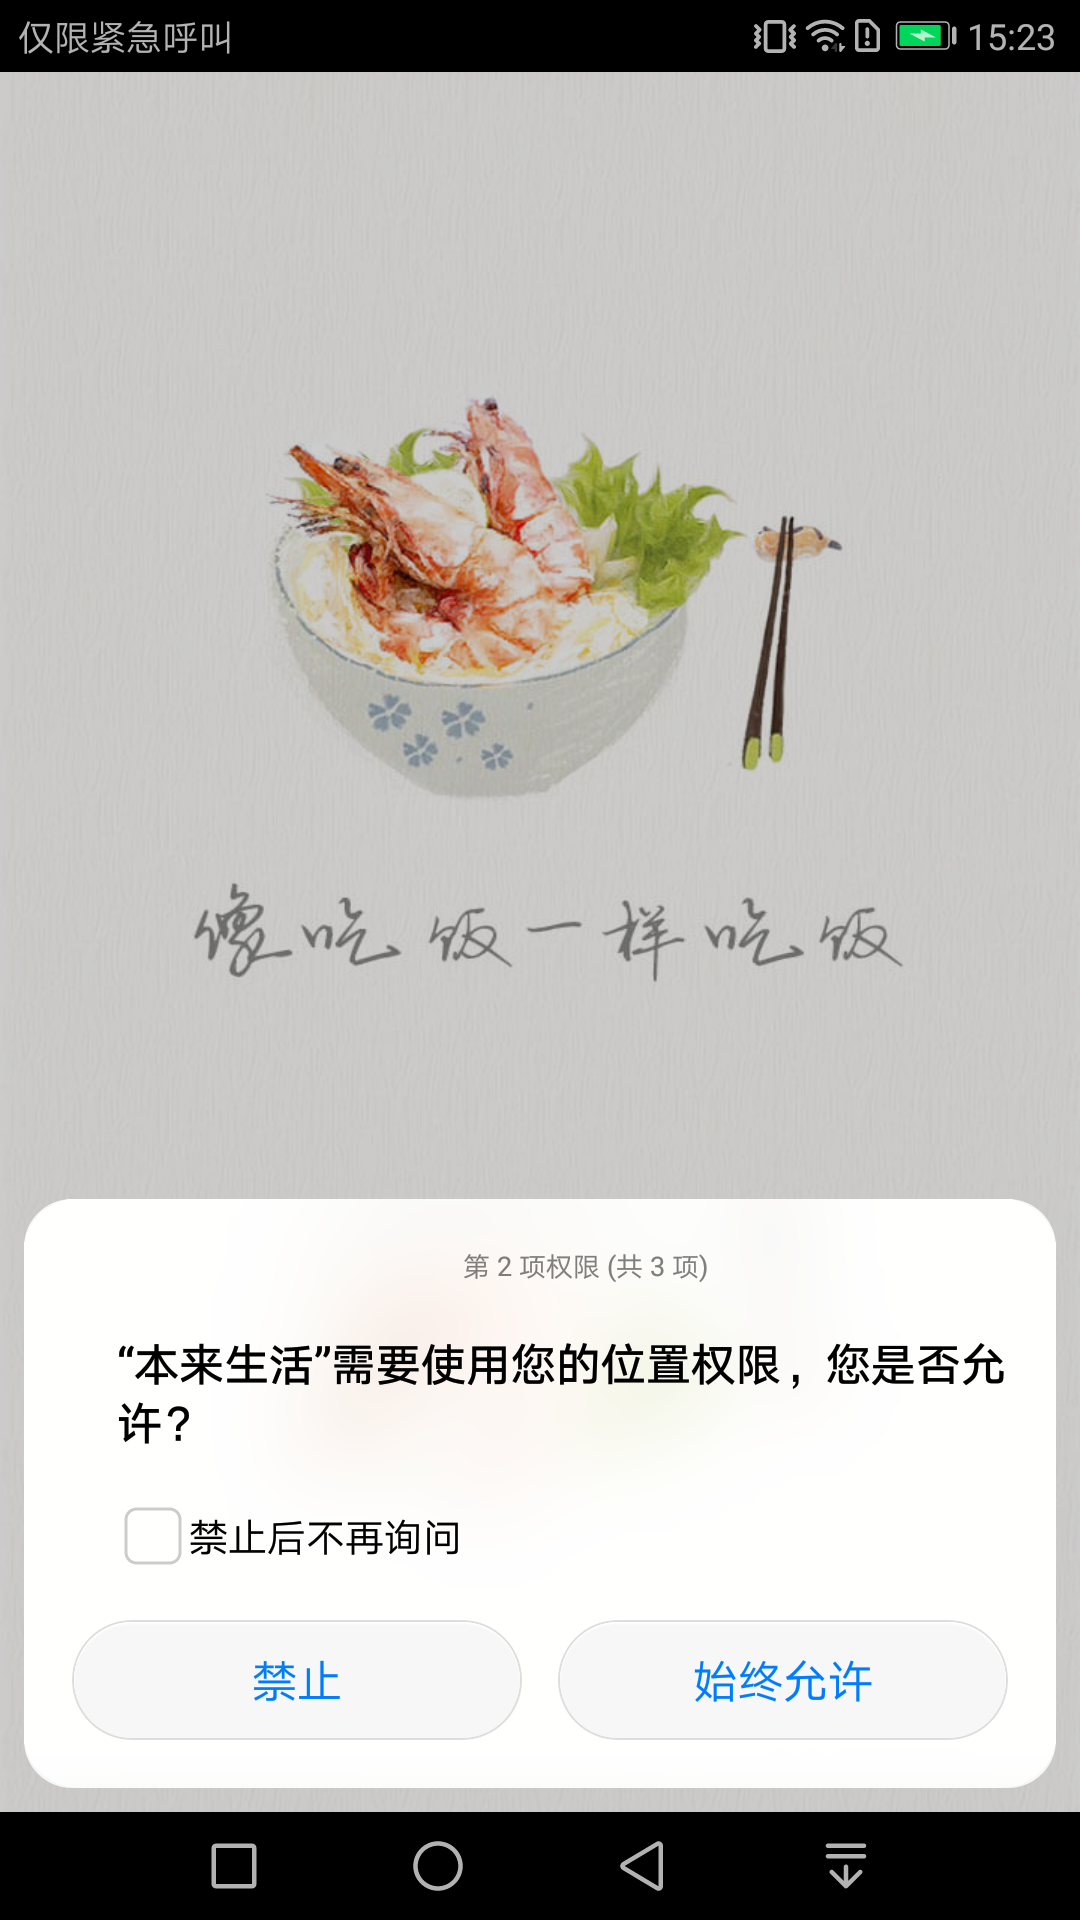 仅限紧急呼叫
15:23
像吃饭一样吃饭
第 2 项权限 (共 3 项)
“本来生活”需要使用您的位置权限，您是否允
许？
禁止后不再询问
禁止
始终允许